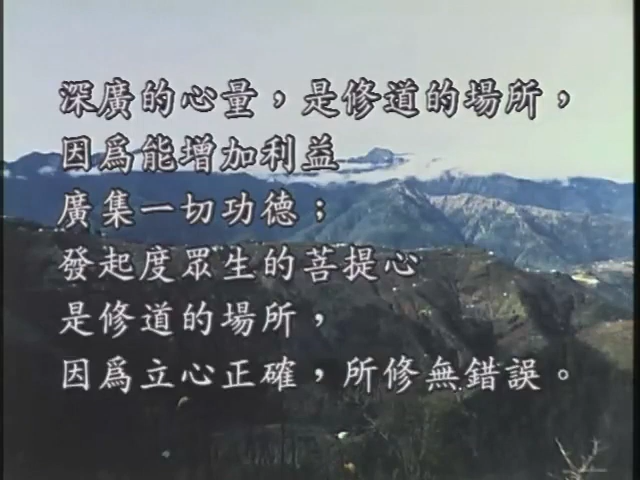 深廣的心量，是修道的場所，
因爲能增加利益
廣集一切功德；
發起度眾生的菩提心
是修道的場所，
因爲立心正確，所修無錯誤。